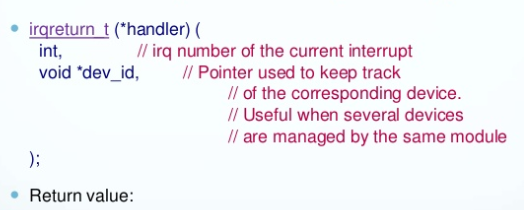 • irqreturn_t (*handler) (
int, // irq number of the current interrupt
void *dev_id, // Pointer used to keep track
// of the corresponding device.
// Useful when several devices
// are managed by the same module
);
• Return value: